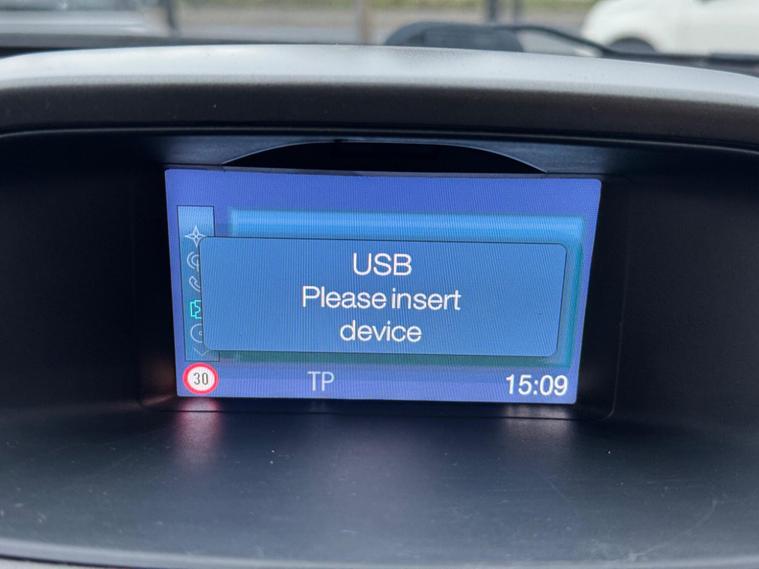 USB
Please insert
device
30
TP
15:09